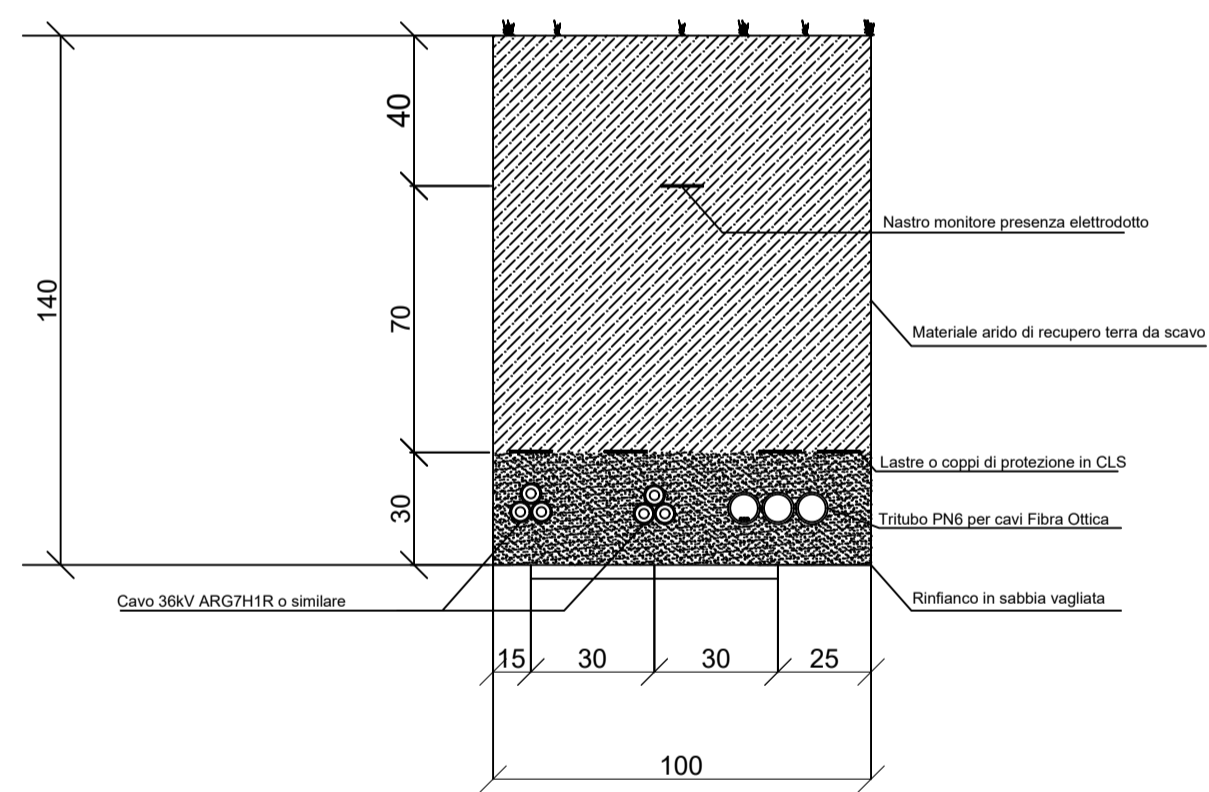 40
Nastro monitore presenza elettrodotto
140
70
Materiale arido di recupero terra da scavo
Lastre o coppi di protezione in CLS
30
Tritubo PN6 per cavi Fibra Ottica
Cavo 36kV ARG7H1R o similare
Rinfianco in sabbia vagliata
15 30 30 25
100